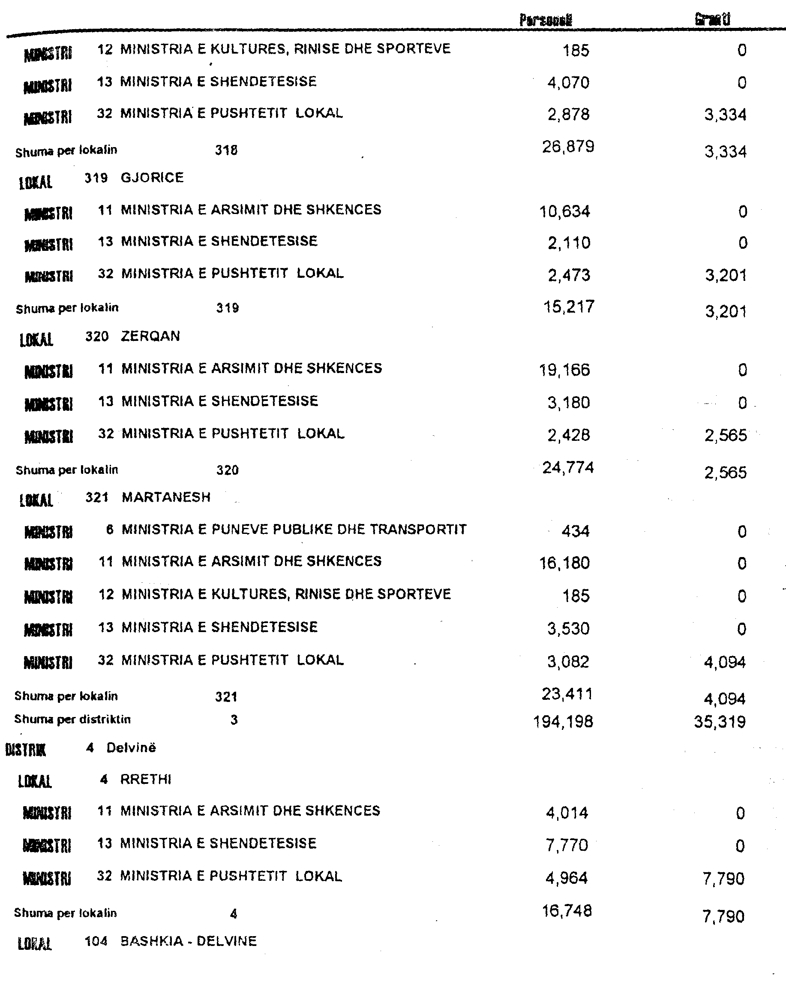 Personeli Granti
MINISTRI 12 MINISTRIA E KULTURES, RINISE DHE SPORTEVE 185 0
MINISTRI 13 MINISTRIA E SHENDETESISE 4,070 0
MINISTRI 32 MINISTRIA E PUSHTETIT LOKAL 2,878 3,334
Shuma per lokalin 318 26,879 3,334
LOKAL 319 GJORICE
MINISTRI 11 MINISTRIA E ARSIMIT DHE SHKENCES 10,634 0
MINISTRI 13 MINISTRIA E SHENDETESISE 2,110 0
MINISTRI 32 MINISTRIA E PUSHTETIT LOKAL 2,473 3,201
Shuma per lokalin 319 15,217 3,201
LOKAL 320 ZERQAN
MINISTRI 11 MINISTRIA E ARSIMIT DHE SHKENCES 19,166 0
MINISTRI 13 MINISTRIA E SHENDETESISE 3,180 0
MINISTRI 32 MINISTRIA E PUSHTETIT LOKAL 2,428 2,565
Shuma per lokalin 320 24,774 2,565
LOKAL 321 MARTANESH
MINISTRI 6 MINISTRIA E PUNEVE PUBLIKE DHE TRANSPORTIT 434 0
MINISTRI 11 MINISTRIA E ARSIMIT DHE SHKENCES 16,180 0
MINISTRI 12 MINISTRIA E KULTURES, RINISE DHE SPORTEVE 185 0
MINISTRI 13 MINISTRIA E SHENDETESISE 3,530 0
MINISTRI 32 MINISTRIA E PUSHTETIT LOKAL 3,082 4,094
Shuma per lokalin 321 23,411 4,094
Shuma per distriktin 3 194,198 35,319
DISTRIK 4 Delvinë
LOKAL 4 RRETHI
MINISTRI 11 MINISTRIA E ARSIMIT DHE SHKENCES 4,014 0
MINISTRI 13 MINISTRIA E SHENDETESISE 7,770 0
MINISTRI 32 MINISTRIA E PUSHTETIT LOKAL 4,964 7,790
Shuma per lokalin 4 16,748 7,790
LOKAL 104 BASHKIA - DELVINE